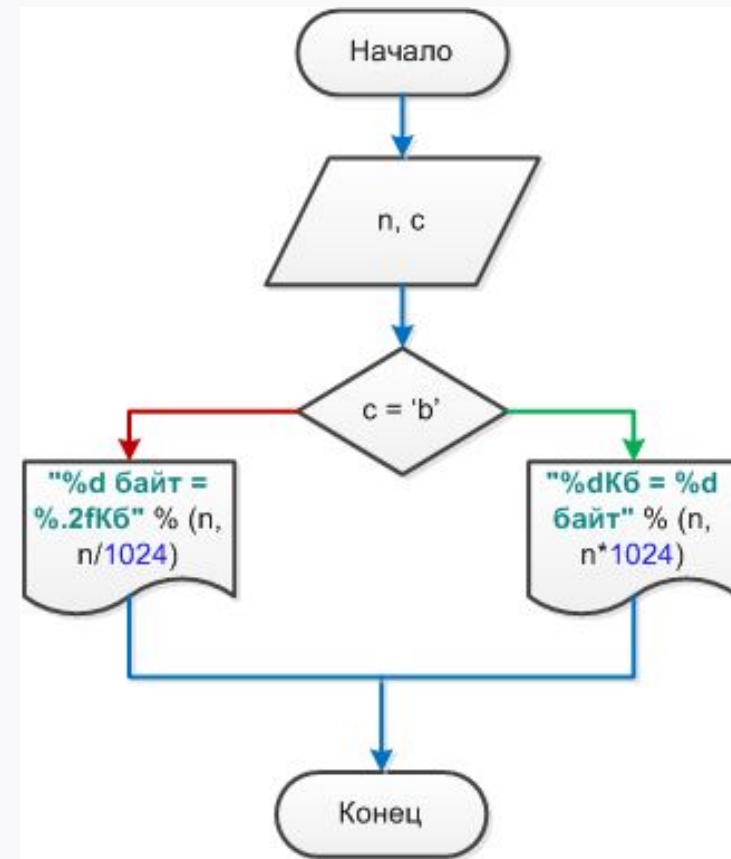 Начало
n, c
c = ‘b’
"%d байт =
%.2fКб" % (n,
n/1024)
"%dКб = %d
байт" % (n,
n*1024)
Конец